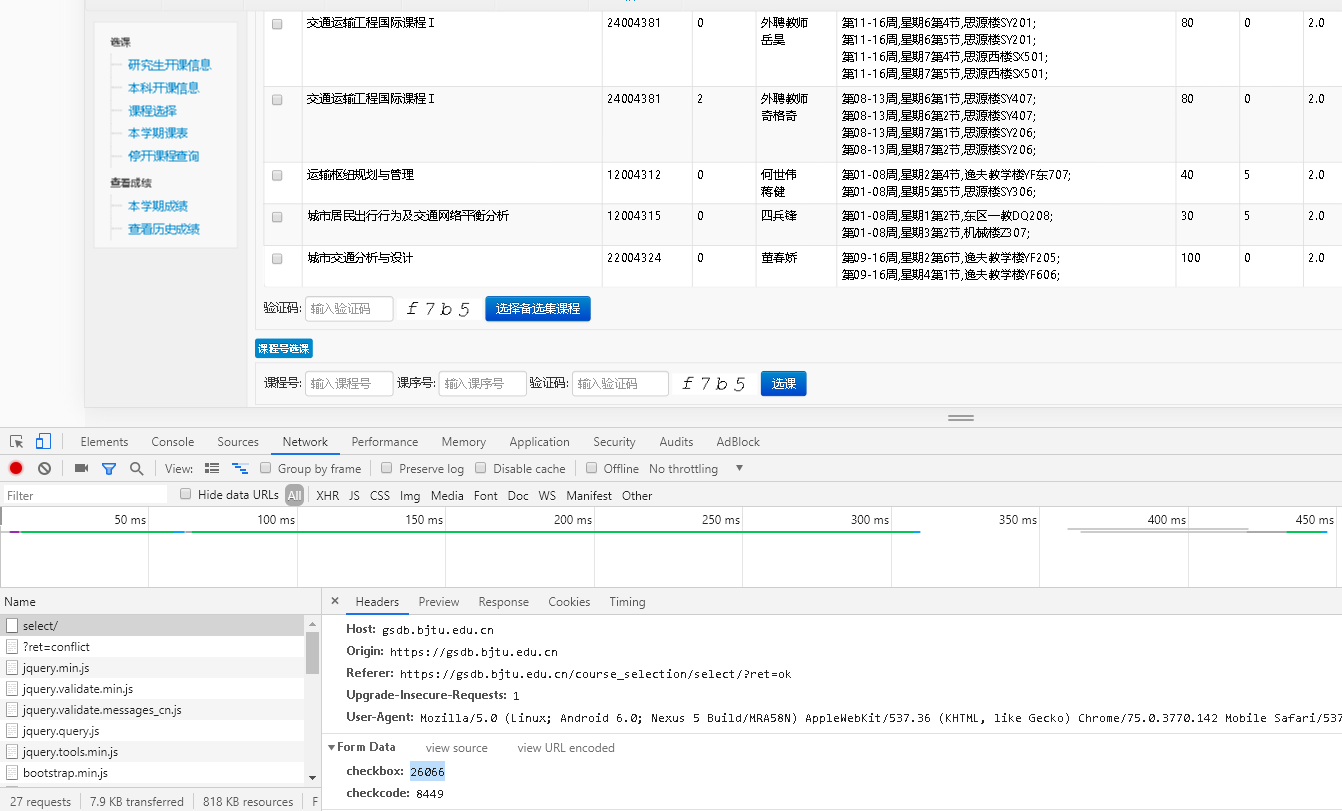 选课
研究生开课信息
本科开课信息
课程选择
本学期课表
停开课程查询
查看成绩
本学期成绩
查看历史成绩
交通运输工程国际课程Ⅰ 24004381 0 外聘教师 第11-16周,星期6第4节,思源楼SY201; 80 0 2.0
岳昊 第11-16周,星期6第5节,思源楼SY201;
第11-16周,星期7第4节,思源西楼SX501;
第11-16周,星期7第5节,思源西楼SX501;
交通运输工程国际课程Ⅰ 24004381 2 外聘教师 第08-13周,星期6第1节,思源楼SY407; 80 0 2.0
奇格奇 第08-13周,星期6第2节,思源楼SY407;
第08-13周,星期7第1节,思源楼SY206;
第08-13周,星期7第2节,思源楼SY206;
运输枢纽规划与管理 12004312 0 何世伟 第01-08周,星期2第4节,逸夫教学楼YF东707; 40 5 2.0
蒋健 第01-08周,星期5第5节,思源楼SY306;
城市居民出行行为及交通网络平衡分析 12004315 0 四兵锋 第01-08周,星期1第2节,东区一教DQ208; 30 5 2.0
第01-08周,星期3第2节,机械楼Z307;
城市交通分析与设计 22004324 0 董春娇 第09-16周,星期2第6节,逸夫教学楼YF205; 100 0 2.0
第09-16周,星期4第1节,逸夫教学楼YF606;
验证码: 输入验证码 f7b5 选择备选集课程
课程号选课
课程号: 输入课程号 课序号: 输入课序号 验证码: 输入验证码 f7b5 选课
Elements Console Sources Network Performance Memory Application Security Audits AdBlock
View: Group by frame Preserve log Disable cache Offline No throttling
Filter Hide data URLs All XHR JS CSS Img Media Font Doc WS Manifest Other
50 ms 100 ms 150 ms 200 ms 250 ms 300 ms 350 ms 400 ms 450 ms
Name
select/
?ret=conflict
jquery.min.js
jquery.validate.min.js
jquery.validate.messages_cn.js
jquery.query.js
jquery.tools.min.js
bootstrap.min.js
27 requests 7.9 KB transferred 818 KB resources F
Headers Preview Response Cookies Timing
Host: gsdb.bjtu.edu.cn
Origin: https://gsdb.bjtu.edu.cn
Referer: https://gsdb.bjtu.edu.cn/course_selection/select/?ret=ok
Upgrade-Insecure-Requests: 1
User-Agent: Mozilla/5.0 (Linux; Android 6.0; Nexus 5 Build/MRA58N) AppleWebKit/537.36 (KHTML, like Gecko) Chrome/75.0.3770.142 Mobile Safari/537
Form Data view source view URL encoded
checkbox: 26066
checkcode: 8449